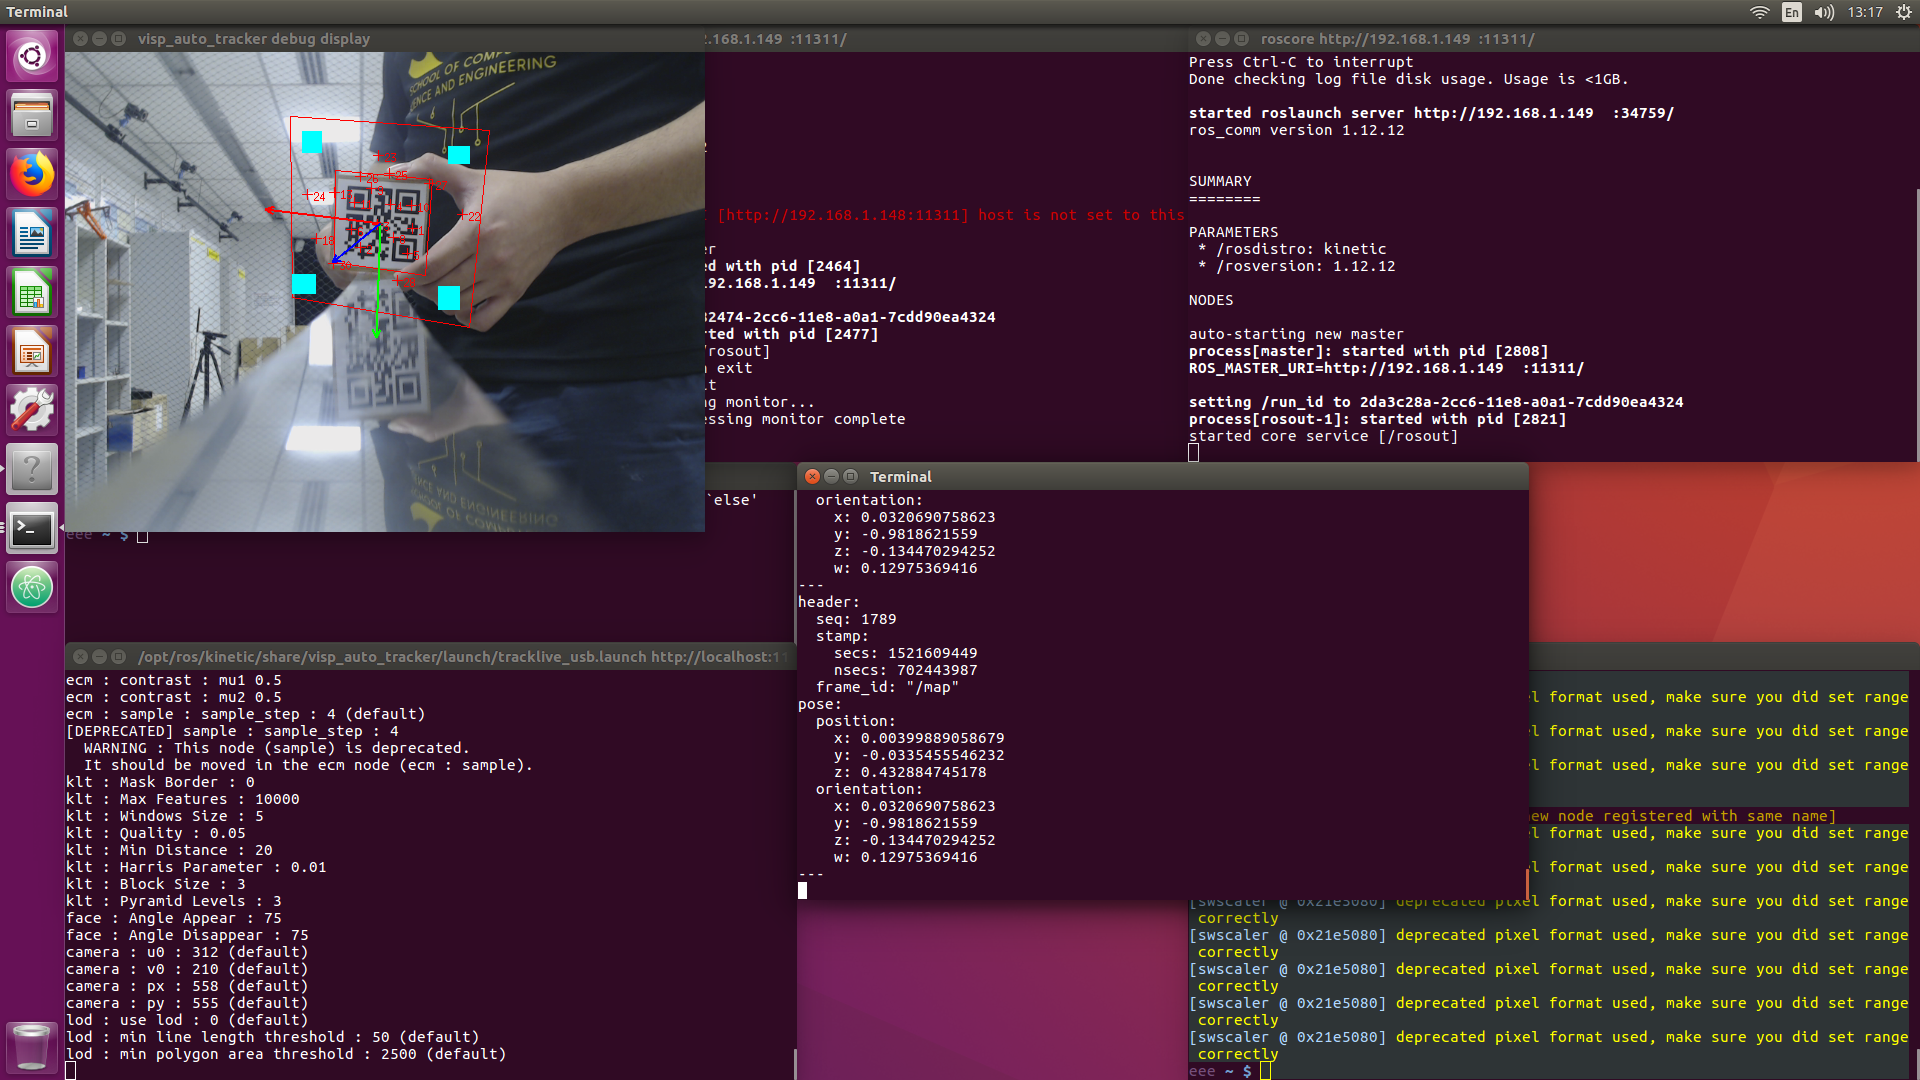 Terminal
En
13:17
visp_auto_tracker debug display
SCHOOL OF COMP
ENCE AND ENGINEERING
24
18
22
.168.1.149 :11311/
[http://192.168.1.148:11311] host is not set to this
er
ed with pid [2464]
192.168.1.149 :11311/
32474-2cc6-11e8-a0a1-7cdd90ea4324
rted with pid [2477]
/rosout]
n exit
it
ng monitor...
essing monitor complete
roscore http://192.168.1.149 :11311/
Press Ctrl-C to interrupt
Done checking log file disk usage. Usage is <1GB.
started roslaunch server http://192.168.1.149 :34759/
ros_comm version 1.12.12
SUMMARY
========
PARAMETERS
* /rosdistro: kinetic
* /rosversion: 1.12.12
NODES
auto-starting new master
process[master]: started with pid [2808]
ROS_MASTER_URI=http://192.168.1.149 :11311/
setting /run_id to 2da3c28a-2cc6-11e8-a0a1-7cdd90ea4324
process[rosout-1]: started with pid [2821]
started core service [/rosout]
`else'
eee ~ $
Terminal
orientation:
x: 0.0320690758623
y: -0.9818621559
z: -0.134470294252
w: 0.12975369416
---
header:
seq: 1789
stamp:
secs: 1521609449
nsecs: 702443987
frame_id: "/map"
pose:
position:
x: 0.00399889058679
y: -0.0335455546232
z: 0.432884745178
orientation:
x: 0.0320690758623
y: -0.9818621559
z: -0.134470294252
w: 0.12975369416
---
/opt/ros/kinetic/share/visp_auto_tracker/launch/tracklive_usb.launch http://localhost:11
ecm : contrast : mu1 0.5
ecm : contrast : mu2 0.5
ecm : sample : sample_step : 4 (default)
[DEPRECATED] sample : sample_step : 4
WARNING : This node (sample) is deprecated.
It should be moved in the ecm node (ecm : sample).
klt : Mask Border : 0
klt : Max Features : 10000
klt : Windows Size : 5
klt : Quality : 0.05
klt : Min Distance : 20
klt : Harris Parameter : 0.01
klt : Block Size : 3
klt : Pyramid Levels : 3
face : Angle Appear : 75
face : Angle Disappear : 75
camera : u0 : 312 (default)
camera : v0 : 210 (default)
camera : px : 558 (default)
camera : py : 555 (default)
lod : use lod : 0 (default)
lod : min line length threshold : 50 (default)
lod : min polygon area threshold : 2500 (default)
el format used, make sure you did set range
el format used, make sure you did set range
el format used, make sure you did set range
new node registered with same name]
el format used, make sure you did set range
el format used, make sure you did set range
[swscaler @ 0x21e5080] deprecated pixel format used, make sure you did set range
correctly
[swscaler @ 0x21e5080] deprecated pixel format used, make sure you did set range
correctly
[swscaler @ 0x21e5080] deprecated pixel format used, make sure you did set range
correctly
[swscaler @ 0x21e5080] deprecated pixel format used, make sure you did set range
correctly
[swscaler @ 0x21e5080] deprecated pixel format used, make sure you did set range
correctly
eee ~ $